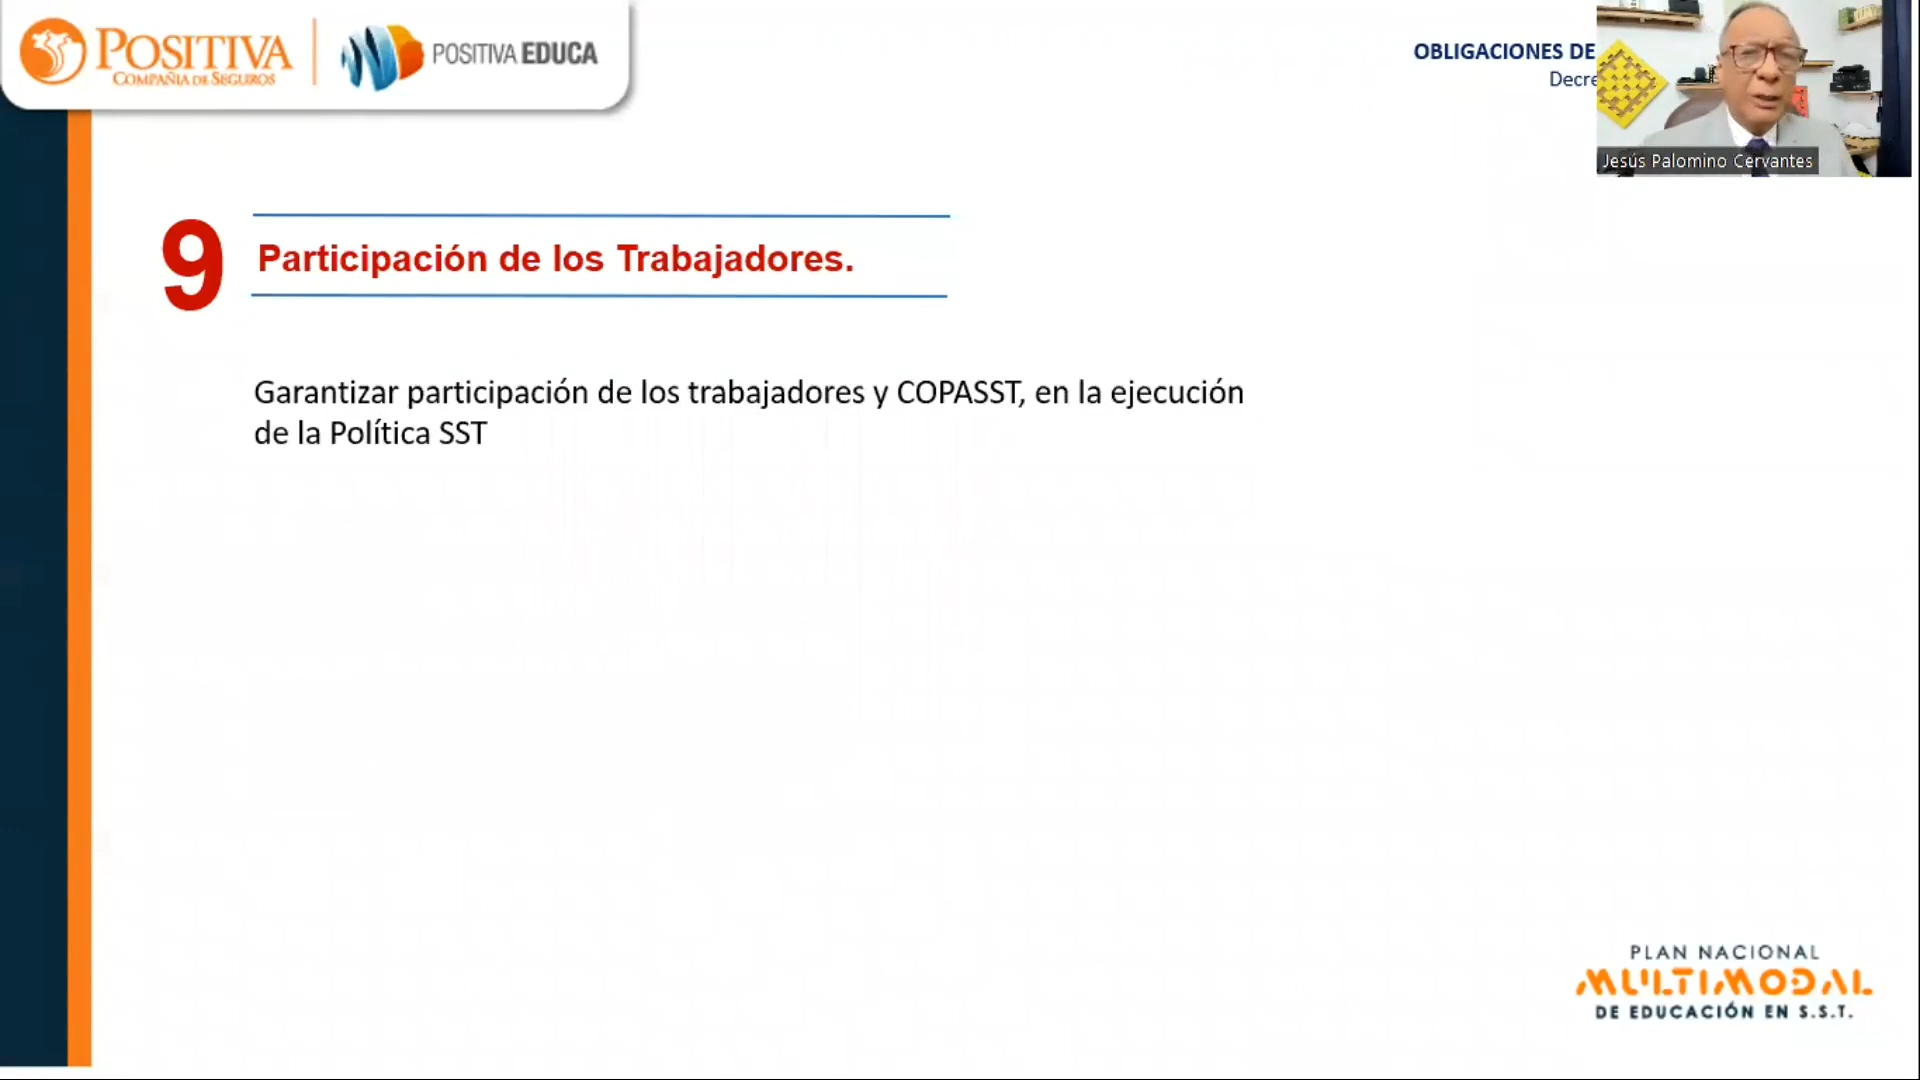 POSITIVA
COMPAÑIA DE SEGUROS
POSITIVA EDUCA
OBLIGACIONES DE
Jesús Palomino Cervantes
9
Participación de los Trabajadores.
Garantizar participación de los trabajadores y COPASST, en la ejecución
de la Política SST
PLAN NACIONAL
MULTIMODAL
DE EDUCACIÓN EN S.S.T.